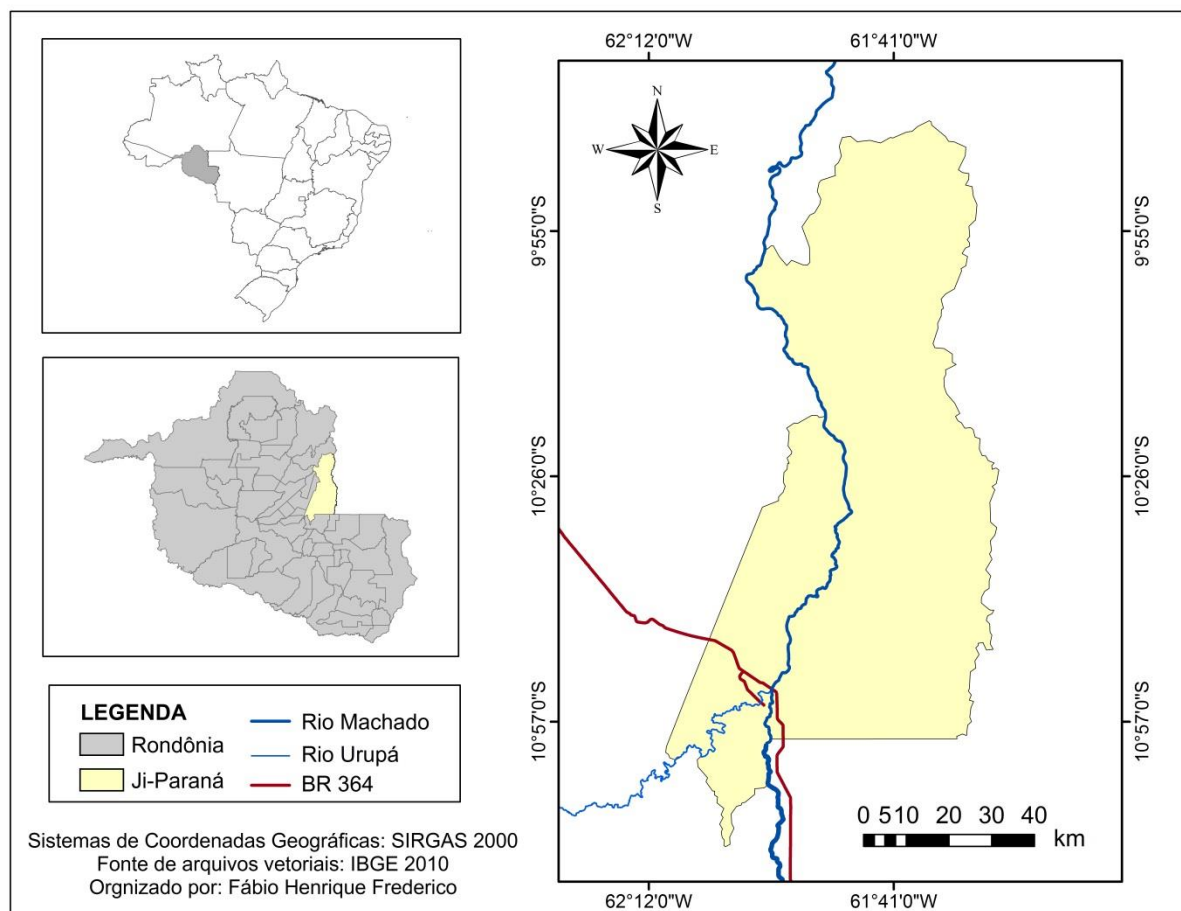 62°12'0"W 61°41'0"W
N
W E
S
9°55'0"S 9°55'0"S
10°26'0"S 10°26'0"S
10°57'0"S 10°57'0"S
LEGENDA
Rondônia
Ji-Paraná
Rio Machado
Rio Urupá
BR 364
0 5 10 20 30 40
km
62°12'0"W 61°41'0"W
Sistemas de Coordenadas Geográficas: SIRGAS 2000
Fonte de arquivos vetoriais: IBGE 2010
Orgnizado por: Fábio Henrique Frederico